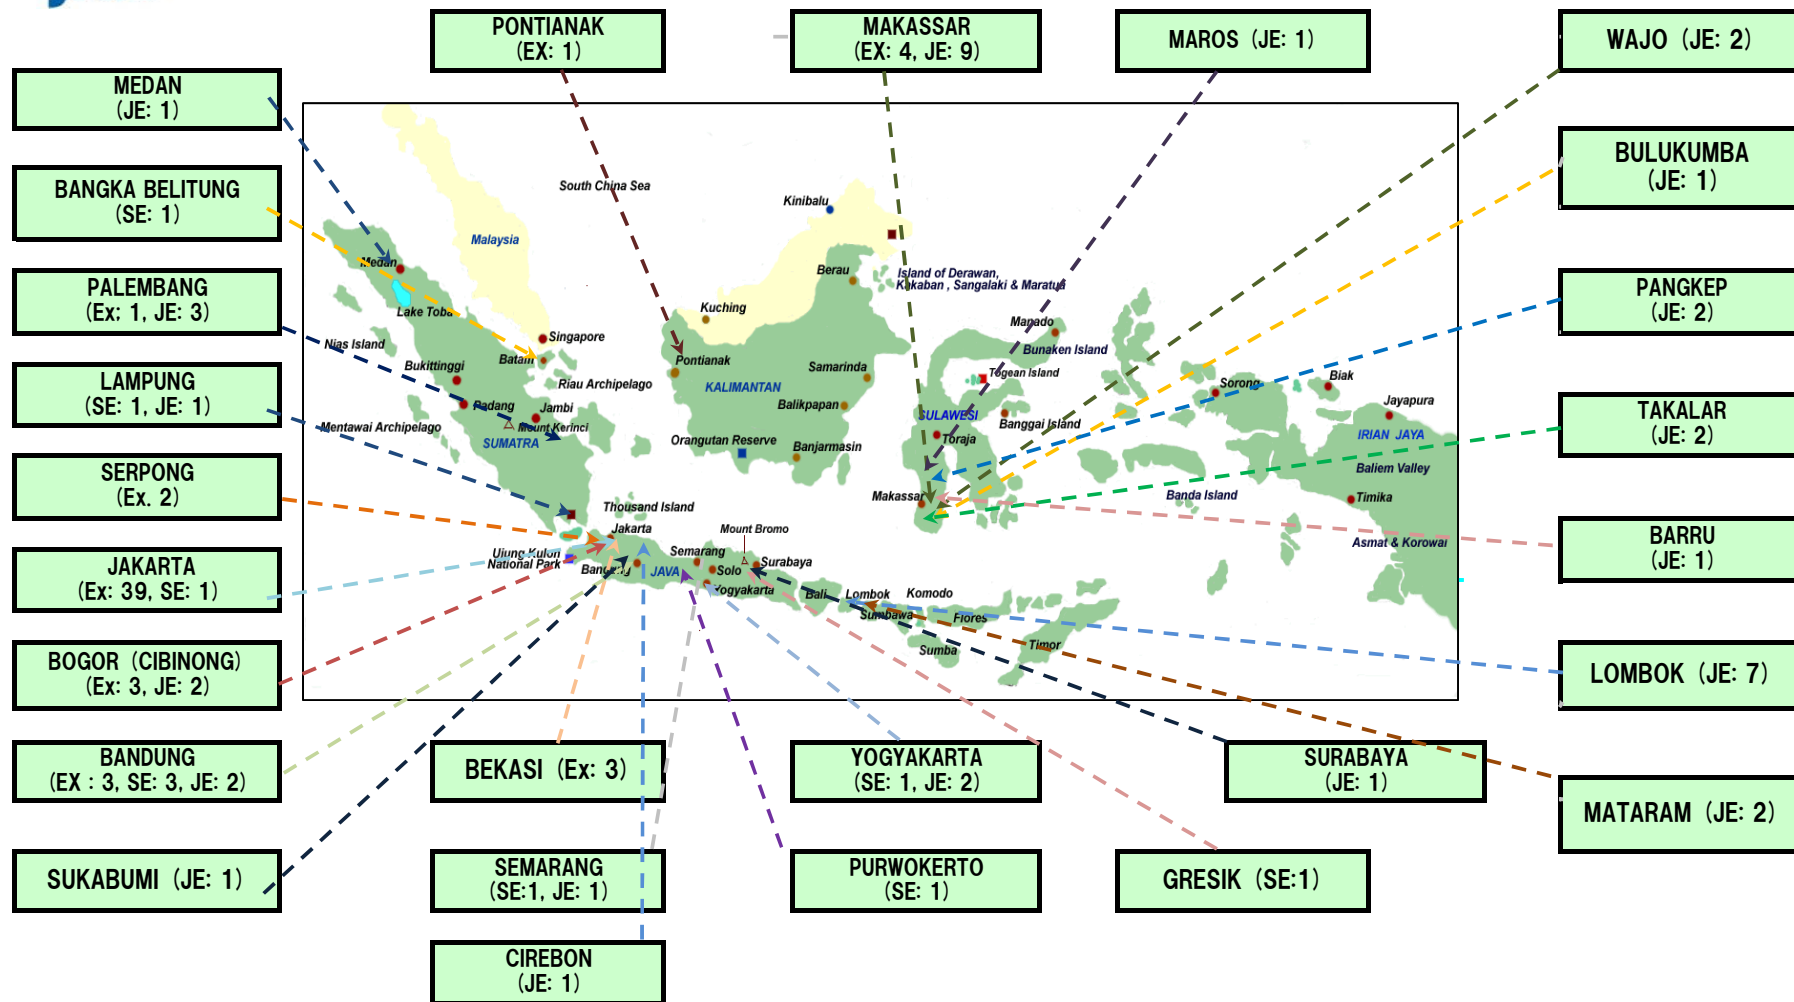 PONTIANAK
(EX: 1)
MAKASSAR
(EX: 4, JE: 9)
MAROS (JE: 1)
WAJO (JE: 2)
MEDAN
(JE: 1)
BANGKA BELITUNG
(SE: 1)
PALEMBANG
(Ex; 1, JE: 3)
LAMPUNG
(SE: 1, JE: 1)
SERPONG
(Ex. 2)
JAKARTA
(Ex: 39, SE: 1)
BOGOR (CIBINONG)
(Ex: 3, JE: 2)
BANDUNG
(EX : 3, SE: 3, JE: 2)
SUKABUMI (JE: 1)
BULUKUMBA
(JE: 1)
PANGKEP
(JE: 2)
TAKALAR
(JE: 2)
BARRU
(JE: 1)
LOMBOK (JE: 7)
MATARAM (JE: 2)
BEKASI (Ex: 3)
YOGYAKARTA
(SE: 1, JE: 2)
SURABAYA
(JE: 1)
SEMARANG
(SE:1, JE: 1)
PURWOKERTO
(SE: 1)
GRESIK (SE:1)
CIREBON
(JE: 1)
South China Sea
Kinibalu
Malaysia
Medan
Lake Toba
Berau
Island of Derawan,
Kakaban , Sangalaki & Maratua
Kuching
Nias Island
Singapore
Manado
Bunaken Island
Bukittinggi
Batam
Riau Archipelago
Pontianak
KALIMANTAN
Samarinda
Togean Island
Sorong
Biak
Padang
Jambi
Balikpapan
SULAWESI
Banggai Island
Jayapura
Mentawai Archipelago
Mount Kerinci
SUMATRA
Orangutan Reserve
Banjarmasin
Toraja
IRIAN JAYA
Baliem Valley
Makassar
Banda Island
Timika
Thousand Island
Jakarta
Mount Bromo
Asmat & Korowai
Ujung Kulon
National Park
Bandung
JAVA
Semarang
Solo
Surabaya
Yogyakarta
Bali
Lombok
Komodo
Sumbawa
Flores
Sumba
Timor